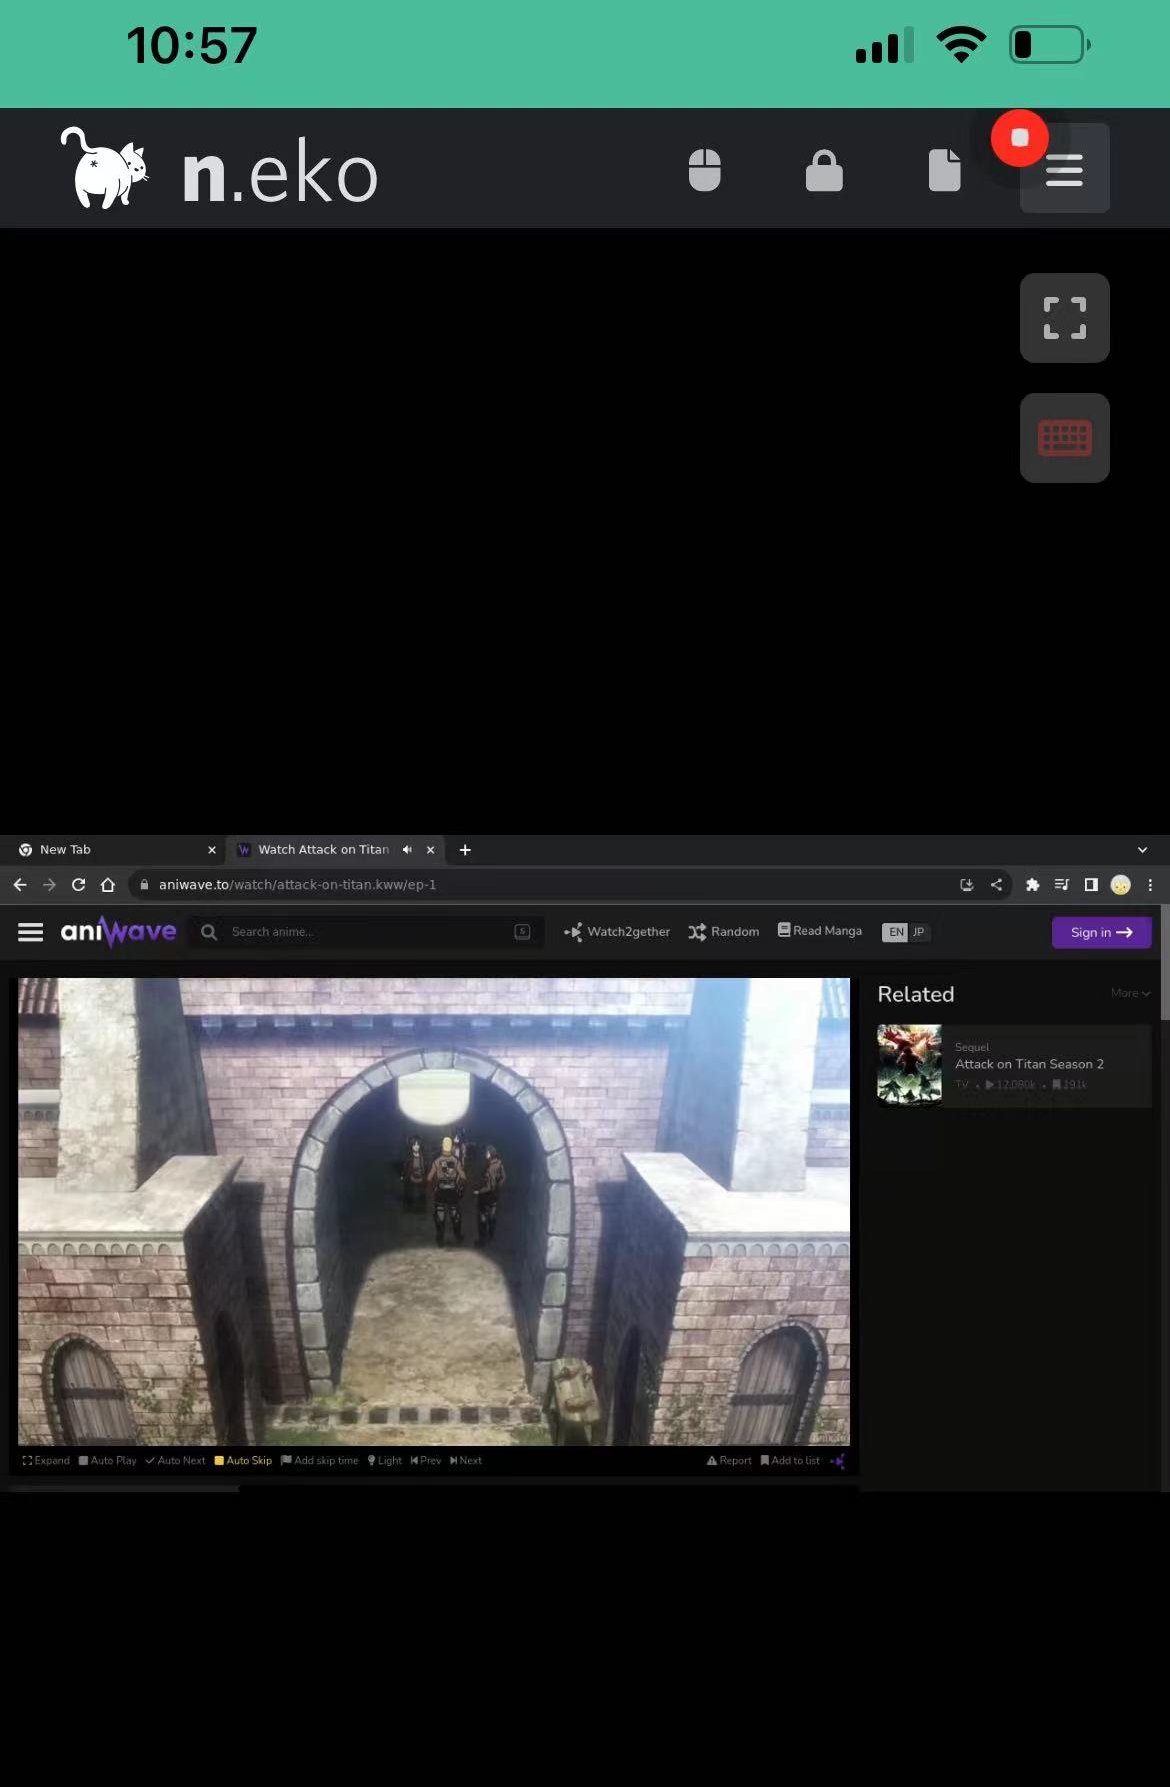 10:57
n.eko
New Tab
Watch Attack on Titan
aniwave.to/watch/attack-on-titan.kww/ep-1
aniwave
Search anime...
S
Watch2gether
Random
Read Manga
EN JP
Sign in
Related
More
Sequel
Attack on Titan Season 2
TV 12,080k 191k
Expand Auto Play Auto Next Auto Skip Add skip time Light Prev Next
Report Add to list